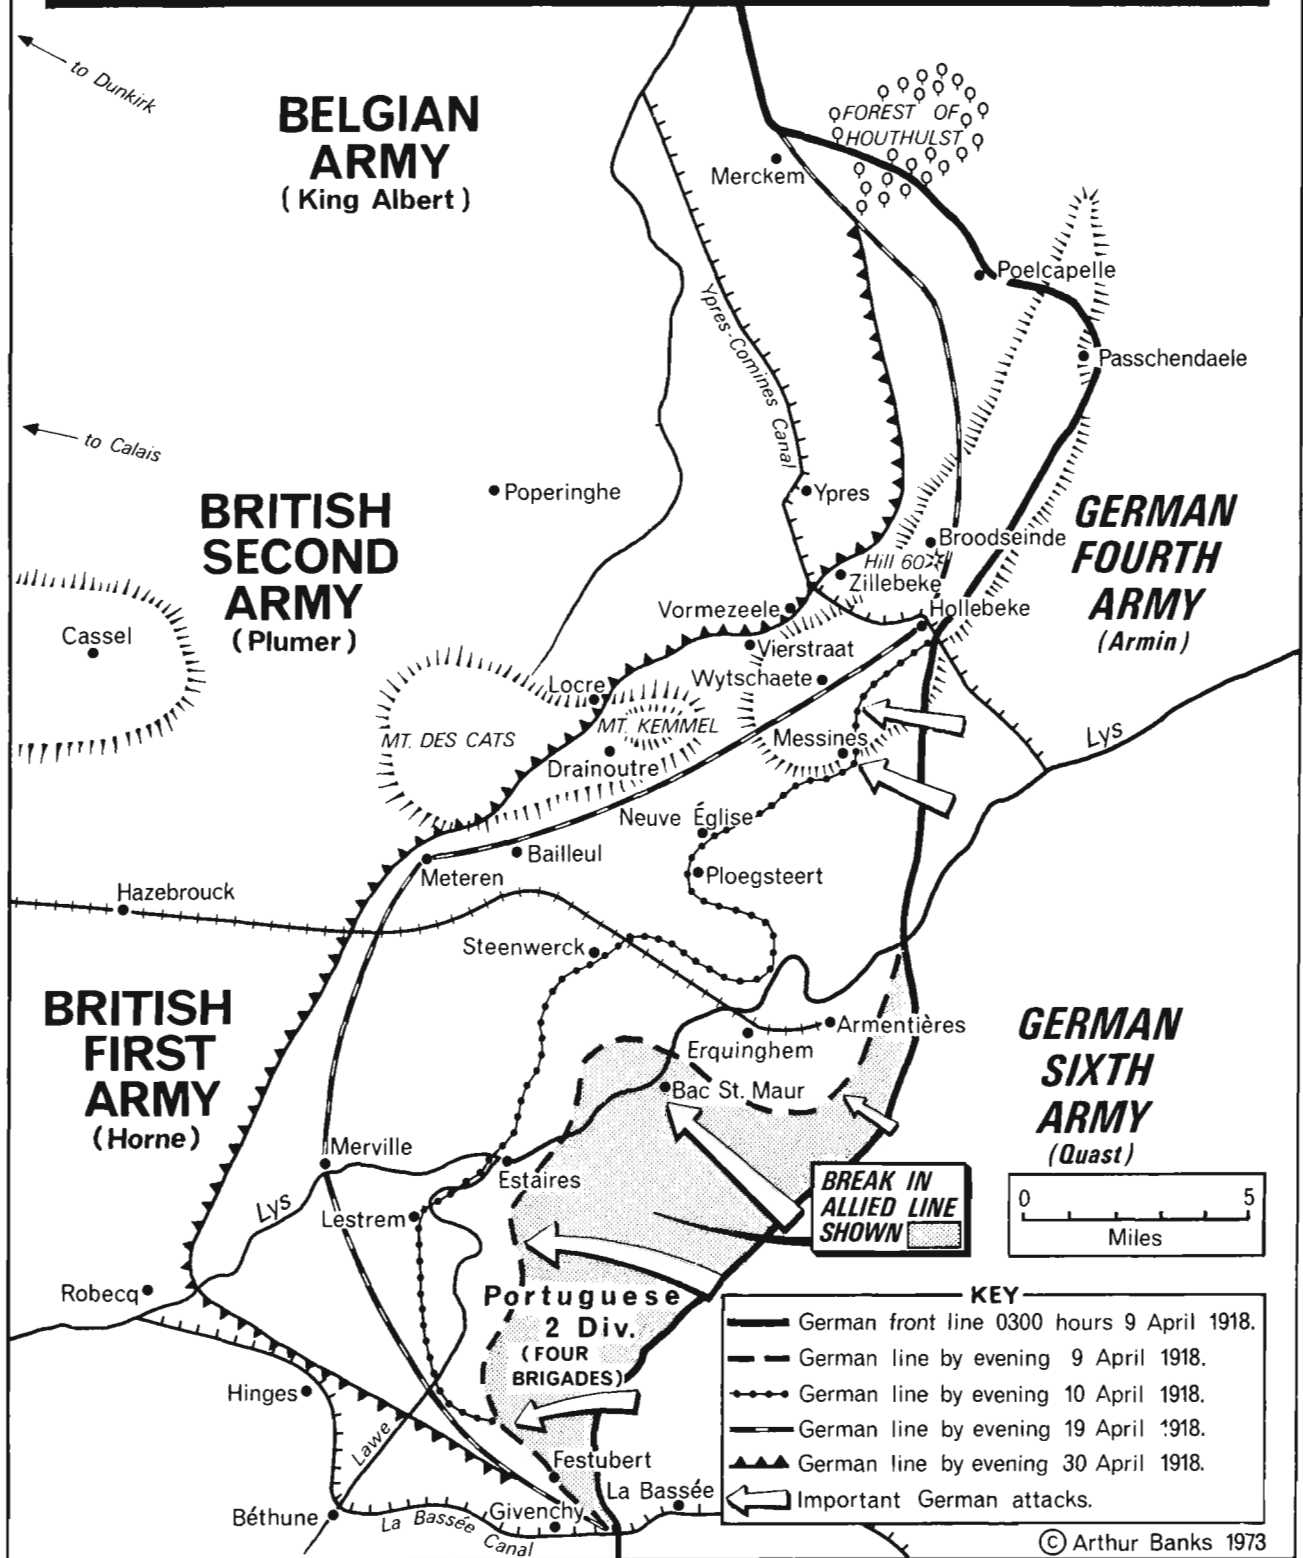 to Dunkirk
BELGIAN
ARMY
( King Albert )
FOREST OF
HOUTHULST
Merckem
Poelcapelle
Ypres-Comines Canal
Passchendaele
to Calais
Poperinghe
Ypres
BRITISH
SECOND
ARMY
( Plumer )
GERMAN
FOURTH
ARMY
(Armin)
Broodseinde
Hill 60
Zillebeke
Vormezeele
Hollebeke
Cassel
Vierstraat
Wytschaete
Locre
MT. KEMMEL
MT. DES CATS
Messines
Lys
Drainoutre
Neuve Église
Bailleul
Meteren
Ploegsteert
Hazebrouck
Steenwerck
BRITISH
FIRST
ARMY
(Horne)
Armentières
Erquinghem
GERMAN
SIXTH
ARMY
(Quast)
Bac St. Maur
Merville
Estaires
BREAK IN
ALLIED LINE
SHOWN
0 5
Miles
Lys
Lestrem
Robecq
Portuguese
2 Div.
(FOUR
BRIGADES)
KEY
German front line 0300 hours 9 April 1918.
German line by evening 9 April 1918.
German line by evening 10 April 1918.
German line by evening 19 April 1918.
German line by evening 30 April 1918.
Important German attacks.
Hinges
Lawe
Festubert
La Bassée
Béthune
La Bassée
Canal
Givenchy
© Arthur Banks 1973